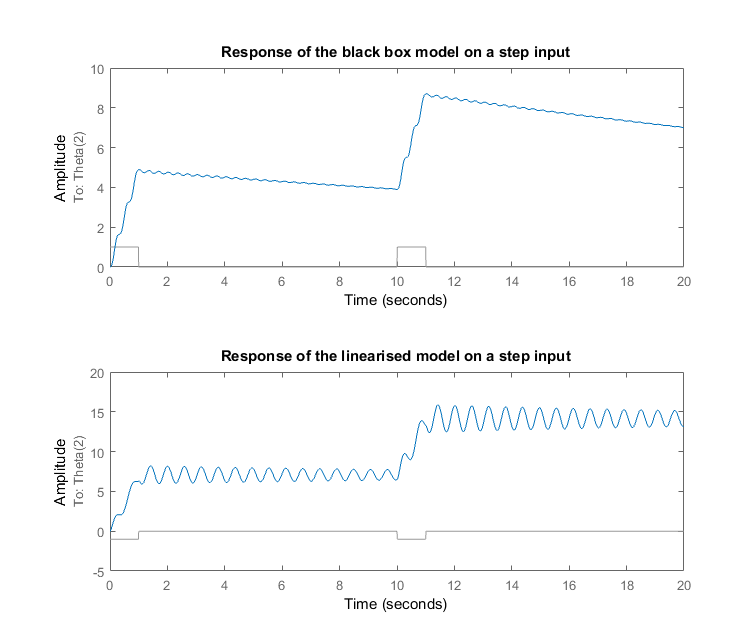 Response of the black box model on a step input
10
8
6
4
2
0
Amplitude
To: Theta(2)
0 2 4 6 8 10 12 14 16 18 20
Time (seconds)
Response of the linearised model on a step input
20
15
10
5
0
-5
Amplitude
To: Theta(2)
0 2 4 6 8 10 12 14 16 18 20
Time (seconds)